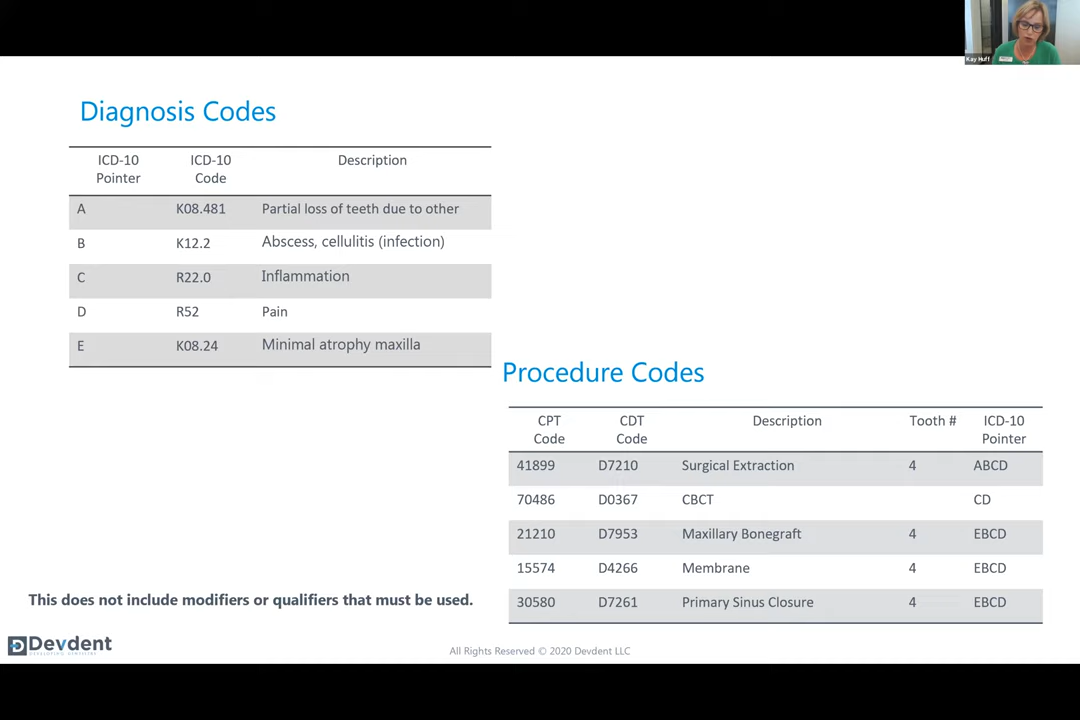 Kay Huff
Diagnosis Codes
ICD-10 Pointer ICD-10 Code Description
A K08.481 Partial loss of teeth due to other
B K12.2 Abscess, cellulitis (infection)
C R22.0 Inflammation
D R52 Pain
E K08.24 Minimal atrophy maxilla
Procedure Codes
CPT Code CDT Code Description Tooth # ICD-10 Pointer
41899 D7210 Surgical Extraction 4 ABCD
70486 D0367 CBCT CD
21210 D7953 Maxillary Bonegraft 4 EBCD
15574 D4266 Membrane 4 EBCD
30580 D7261 Primary Sinus Closure 4 EBCD
This does not include modifiers or qualifiers that must be used.
Devdent
All Rights Reserved © 2020 Devdent LLC